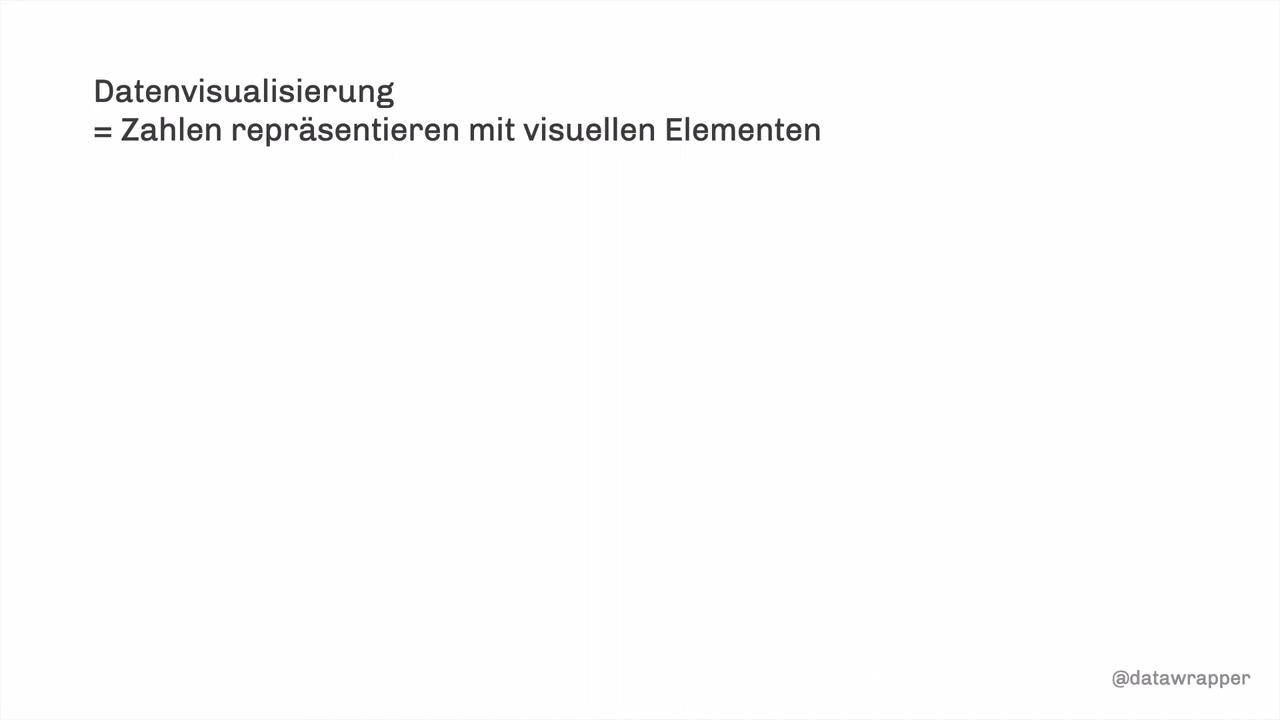 Datenvisualisierung
= Zahlen repräsentieren mit visuellen Elementen
@datawrapper